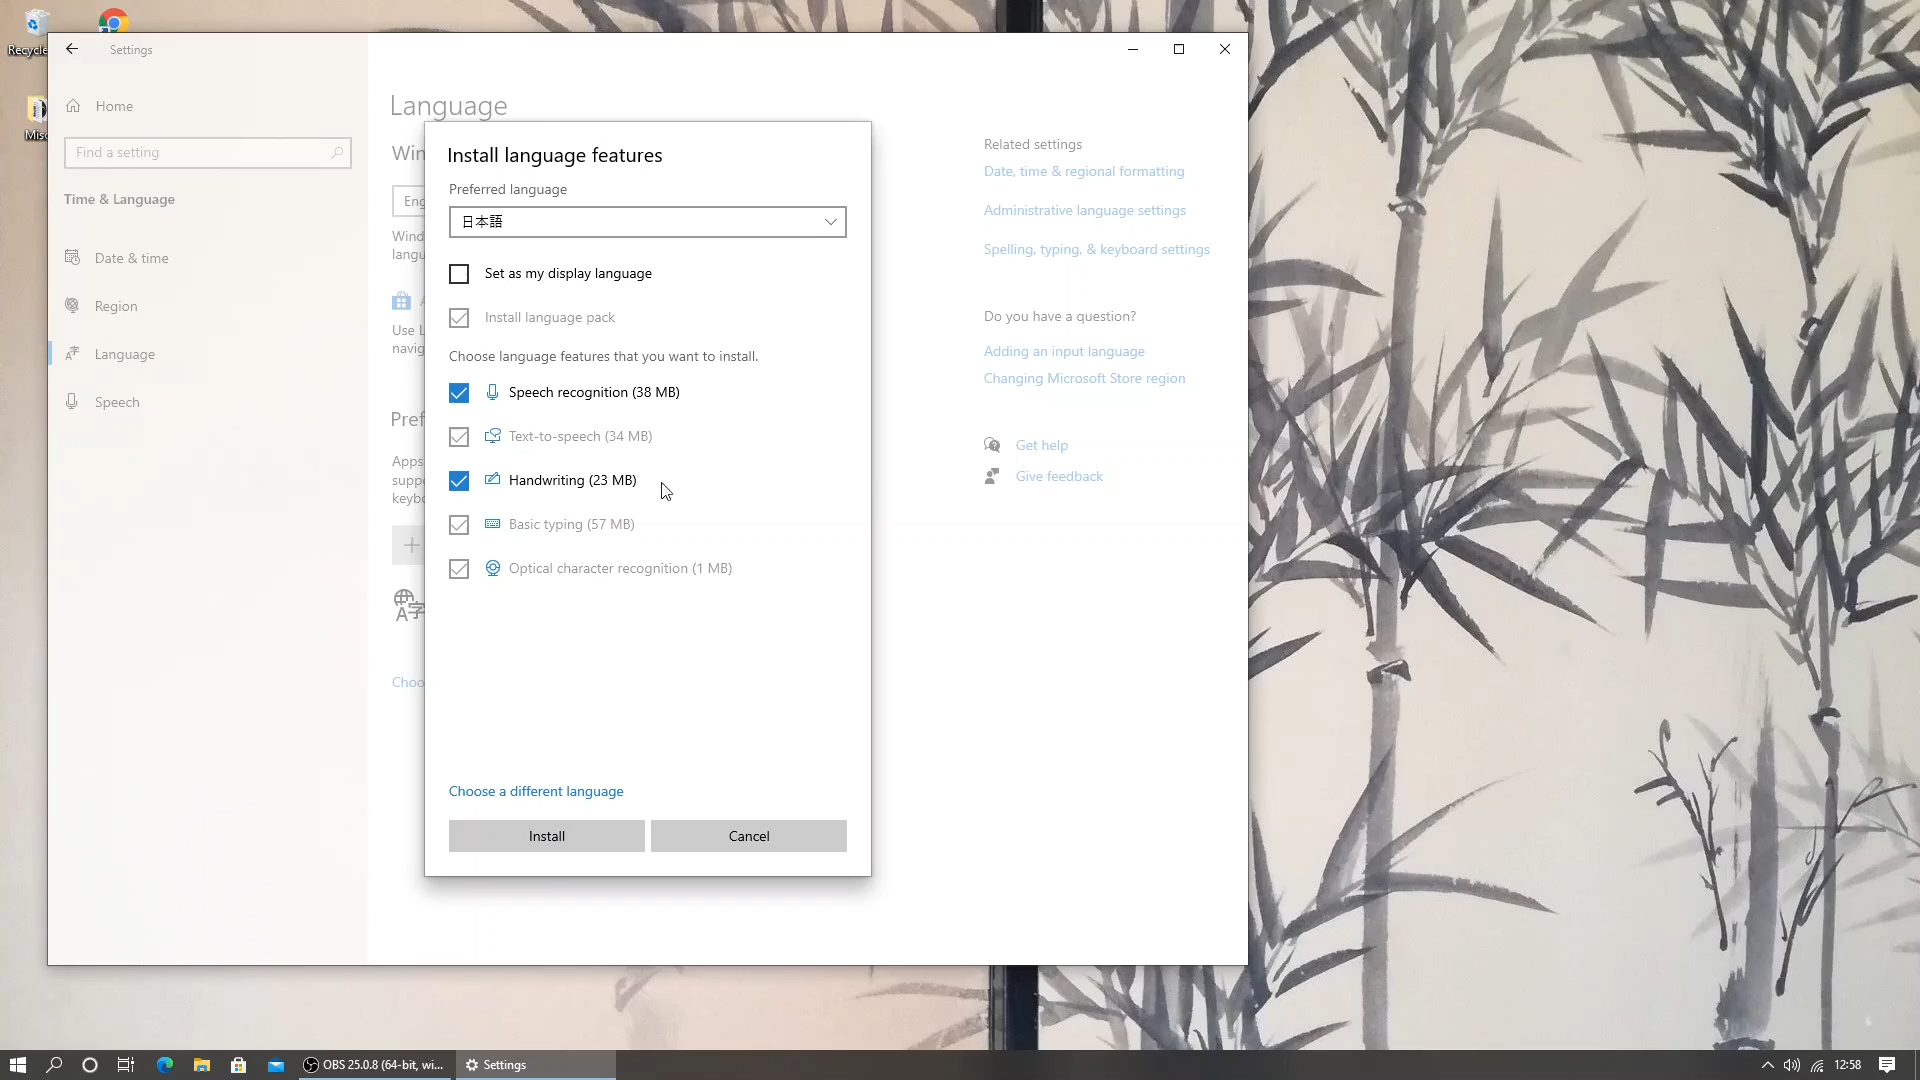 Recycle
Misc
Settings
Home
Find a setting
Time & Language
Date & time
Region
Language
Speech
Language
Win
Eng
Wind
langu
A
Use L
navig
Pref
Apps
suppo
keybo
Choo
Install language features
Preferred language
日本語
Set as my display language
Install language pack
Choose language features that you want to install.
Speech recognition (38 MB)
Text-to-speech (34 MB)
Handwriting (23 MB)
Basic typing (57 MB)
Optical character recognition (1 MB)
Choose a different language
Install
Cancel
Related settings
Date, time & regional formatting
Administrative language settings
Spelling, typing, & keyboard settings
Do you have a question?
Adding an input language
Changing Microsoft Store region
Get help
Give feedback
OBS 25.0.8 (64-bit, wi...
Settings
12:58